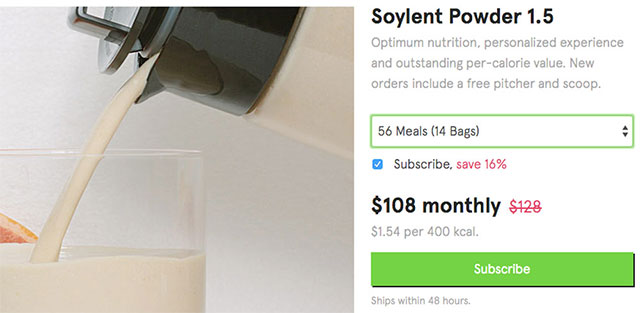 Soylent Powder 1.5
Optimum nutrition, personalized experience
and outstanding per-calorie value. New
orders include a free pitcher and scoop.
56 Meals (14 Bags)
Subscribe, save 16%
$108 monthly $128
$1.54 per 400 kcal.
Subscribe
Ships within 48 hours.